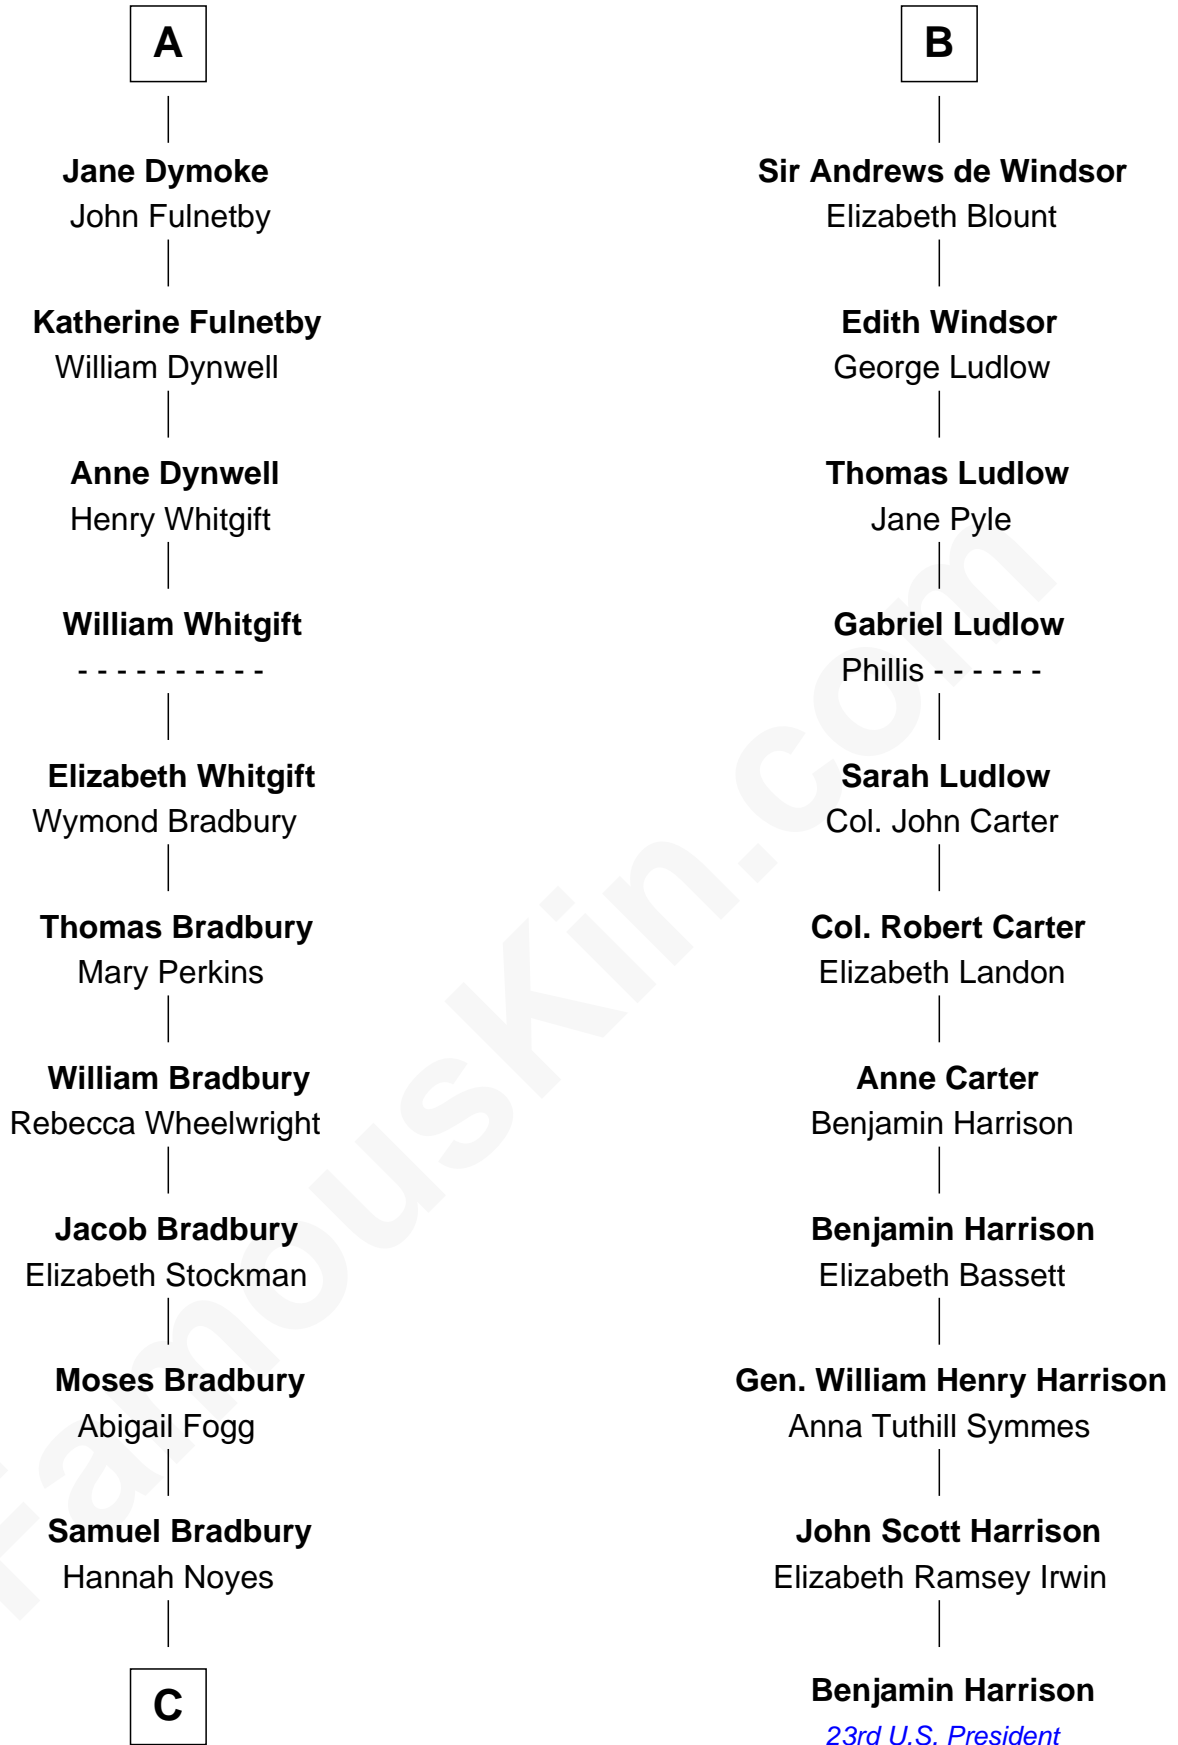 A
Jane Dymoke
John Fulnetby
Katherine Fulnetby
William Dynwell
Anne Dynwell
Henry Whitgift
William Whitgift
- - - - - - - - - -
Elizabeth Whitgift
Wymond Bradbury
Thomas Bradbury
Mary Perkins
William Bradbury
Rebecca Wheelwright
Jacob Bradbury
Elizabeth Stockman
Moses Bradbury
Abigail Fogg
Samuel Bradbury
Hannah Noyes
C
B
Sir Andrews de Windsor
Elizabeth Blount
Edith Windsor
George Ludlow
Thomas Ludlow
Jane Pyle
Gabriel Ludlow
Phillis - - - - - -
Sarah Ludlow
Col. John Carter
Col. Robert Carter
Elizabeth Landon
Anne Carter
Benjamin Harrison
Benjamin Harrison
Elizabeth Bassett
Gen. William Henry Harrison
Anna Tuthill Symmes
John Scott Harrison
Elizabeth Ramsey Irwin
Benjamin Harrison
23rd U.S. President
FamousKin.com